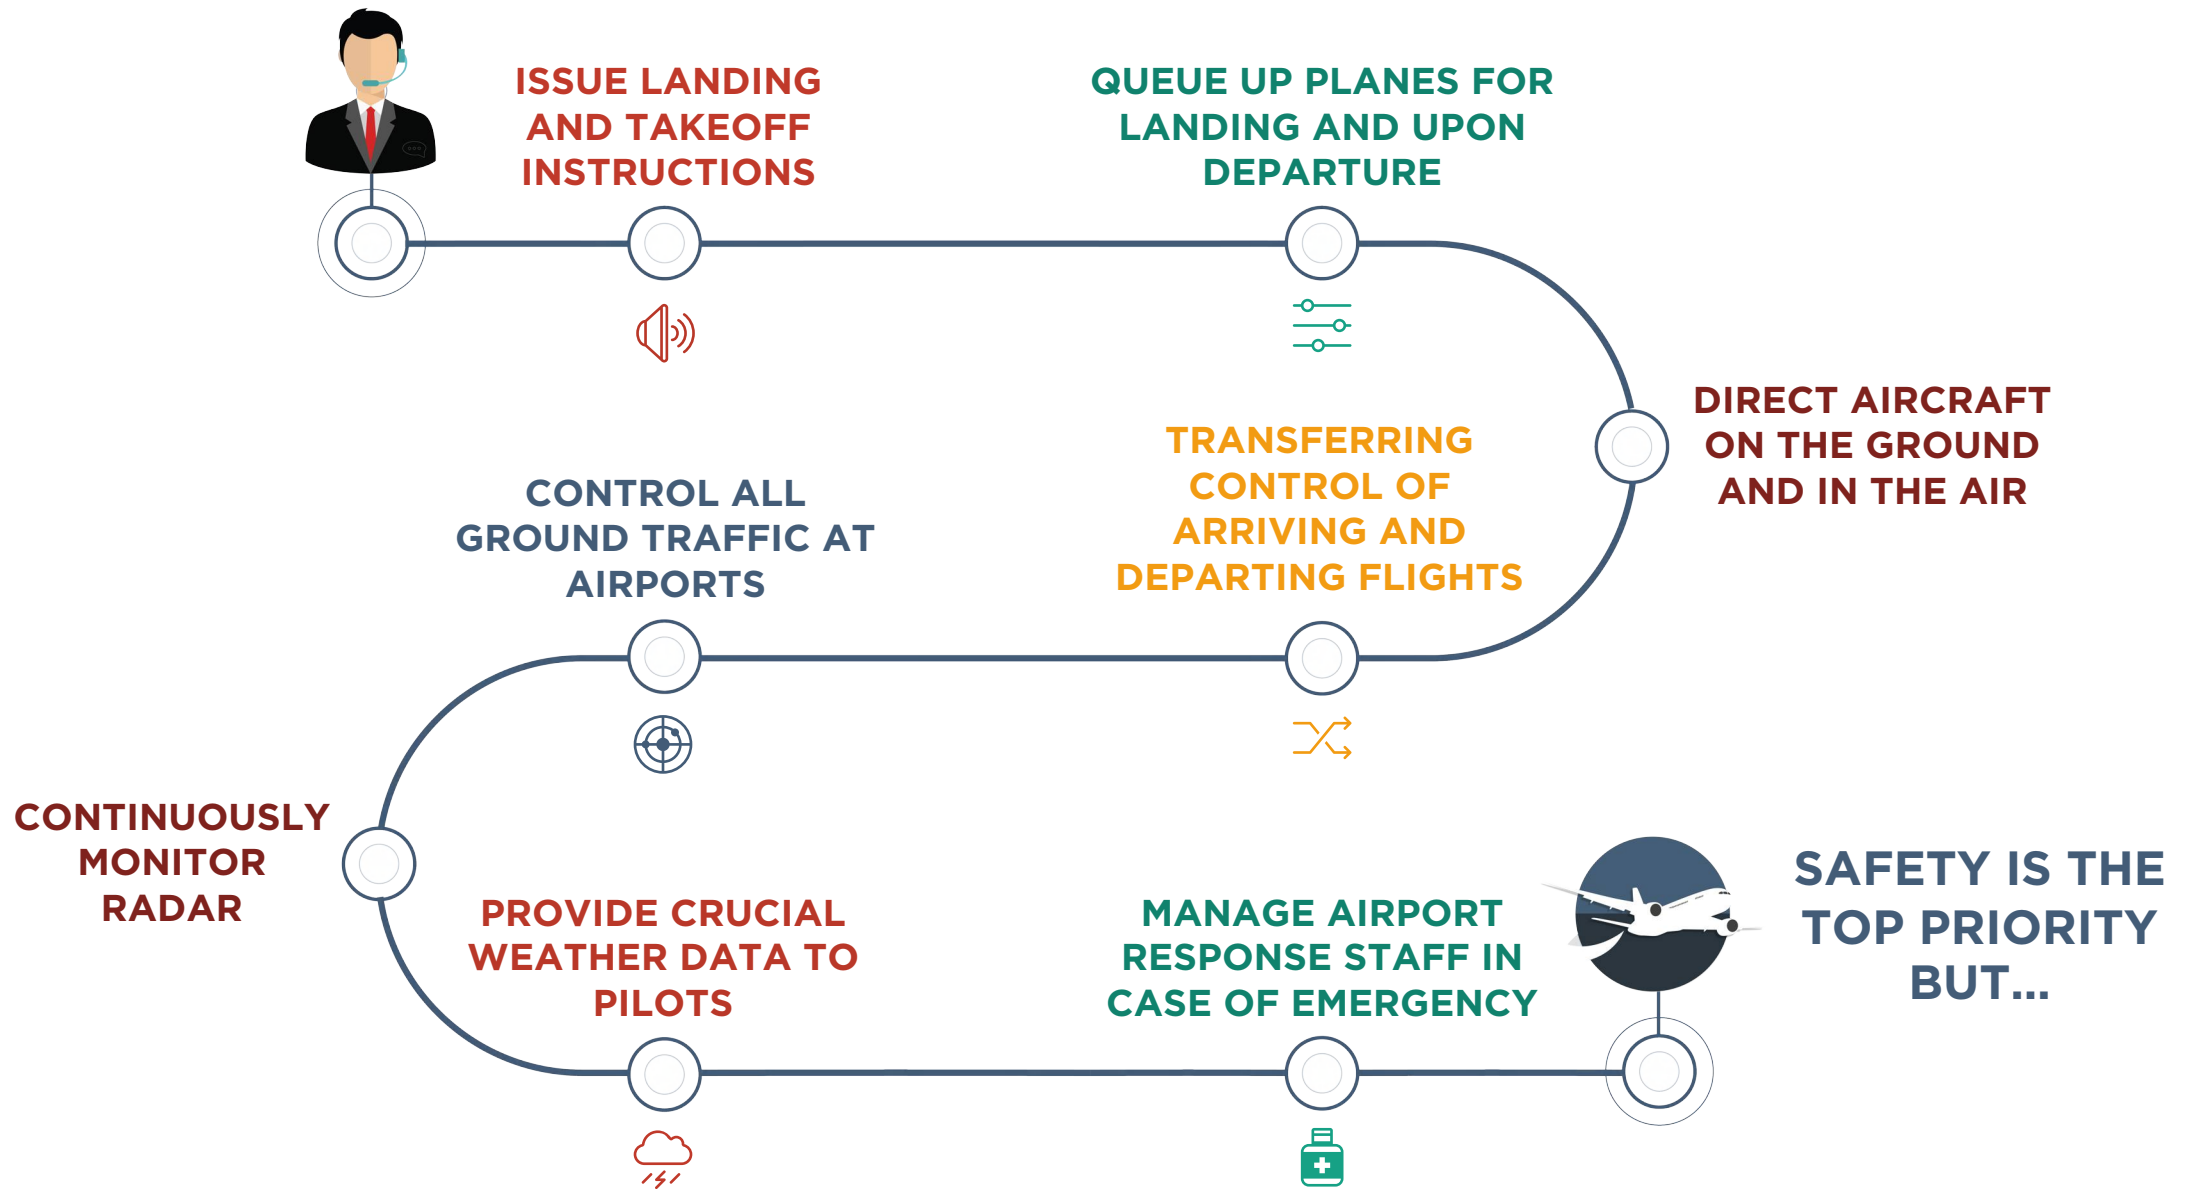 ISSUE LANDING
AND TAKEOFF
INSTRUCTIONS
QUEUE UP PLANES FOR
LANDING AND UPON
DEPARTURE
DIRECT AIRCRAFT
ON THE GROUND
AND IN THE AIR
TRANSFERRING
CONTROL OF
ARRIVING AND
DEPARTING FLIGHTS
CONTROL ALL
GROUND TRAFFIC AT
AIRPORTS
CONTINUOUSLY
MONITOR
RADAR
PROVIDE CRUCIAL
WEATHER DATA TO
PILOTS
MANAGE AIRPORT
RESPONSE STAFF IN
CASE OF EMERGENCY
SAFETY IS THE
TOP PRIORITY
BUT...